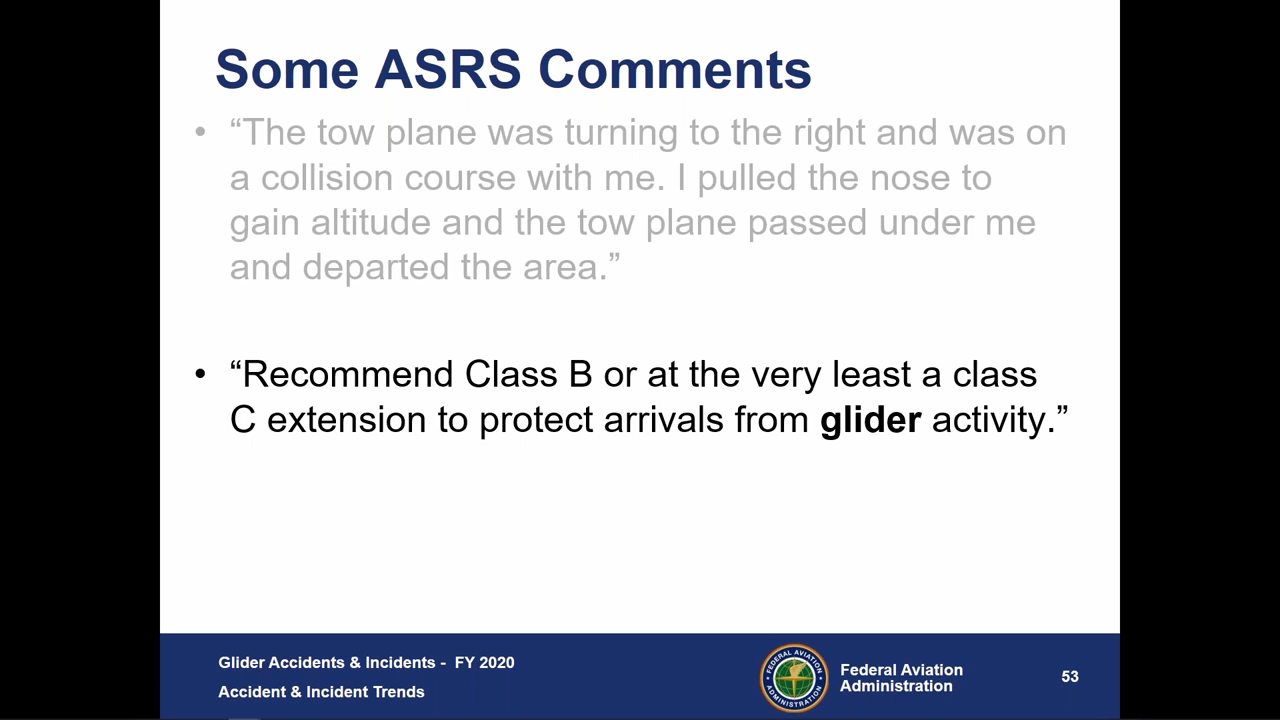 Some ASRS Comments
• “The tow plane was turning to the right and was on
a collision course with me. I pulled the nose to
gain altitude and the tow plane passed under me
and departed the area.”
• “Recommend Class B or at the very least a class
C extension to protect arrivals from glider activity.”
Glider Accidents & Incidents - FY 2020
Accident & Incident Trends
FEDERAL AVIATION
ADMINISTRATION
Federal Aviation
Administration
53